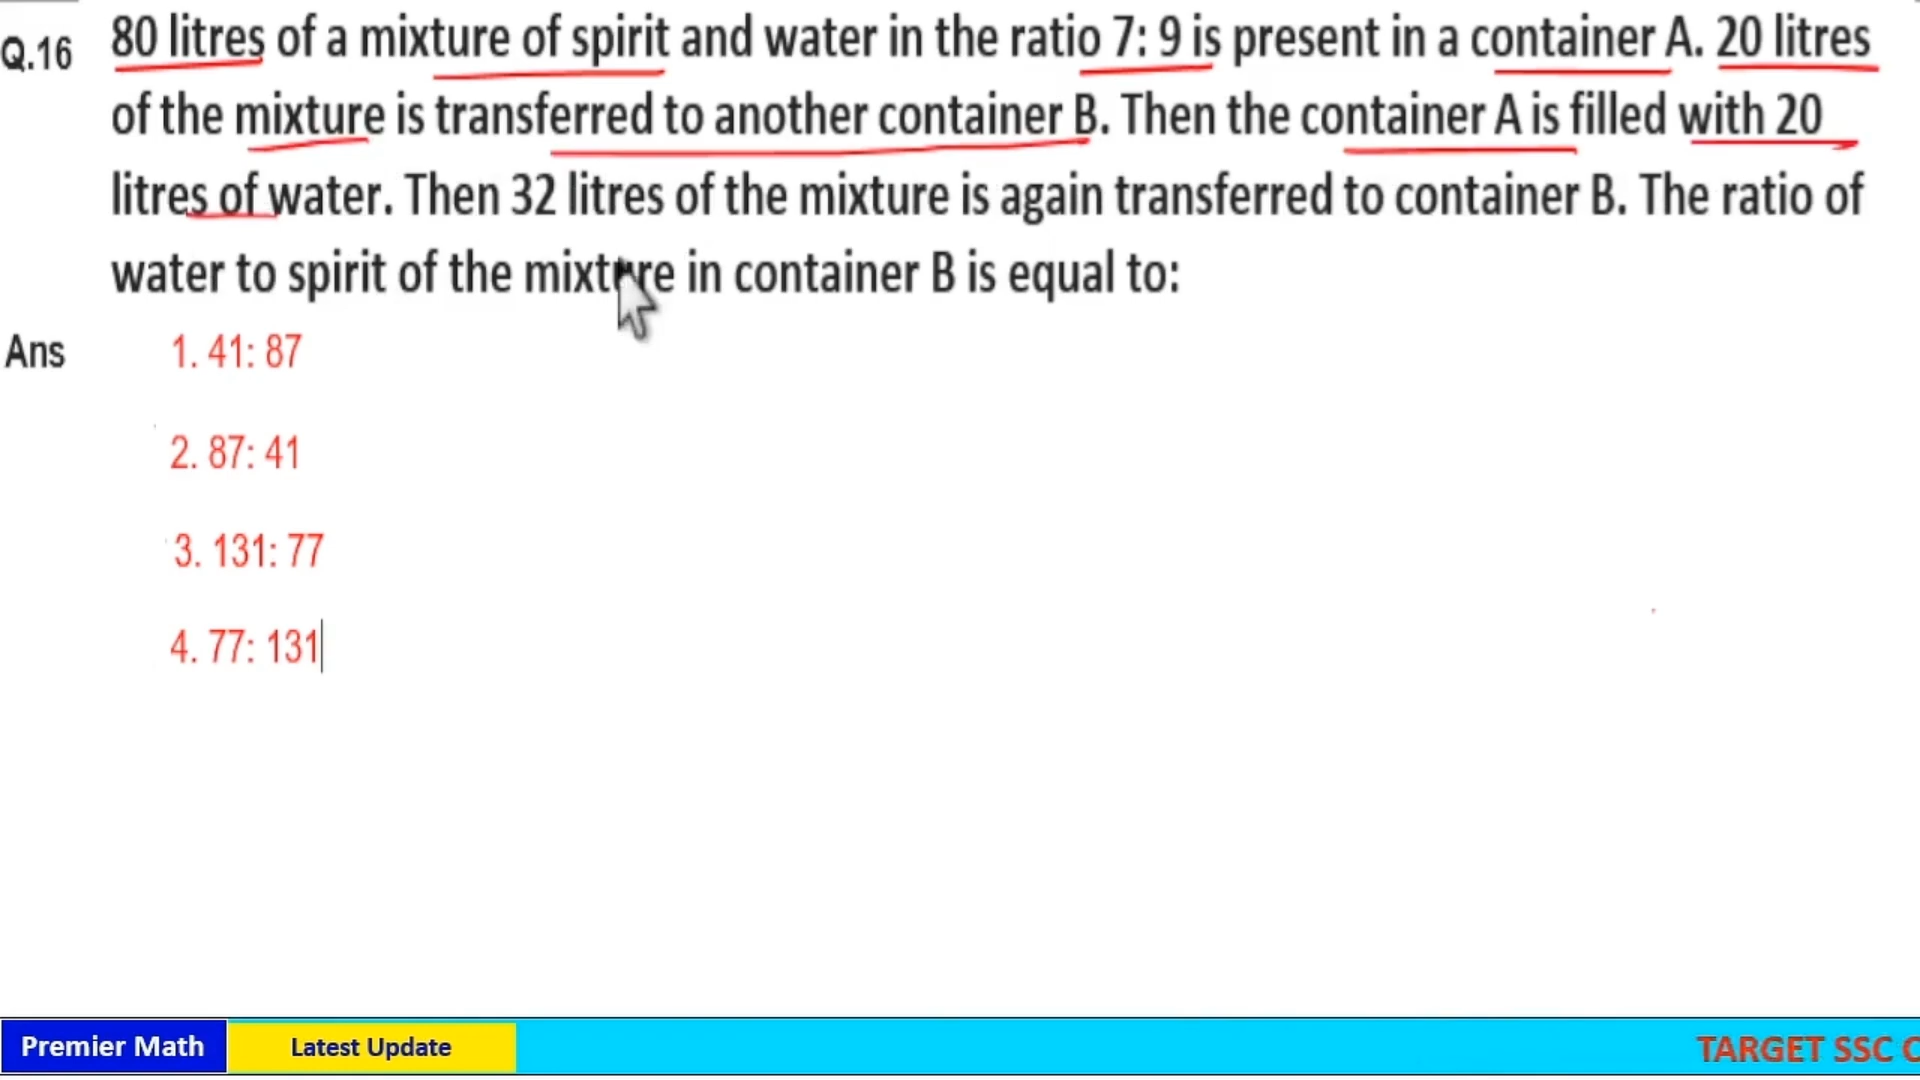 Q.16 80 litres of a mixture of spirit and water in the ratio 7: 9 is present in a container A. 20 litres
of the mixture is transferred to another container B. Then the container A is filled with 20
litres of water. Then 32 litres of the mixture is again transferred to container B. The ratio of
water to spirit of the mixture in container B is equal to:
Ans 1. 41: 87
2. 87: 41
3. 131: 77
4. 77: 131
Premier Math Latest Update TARGET SSC